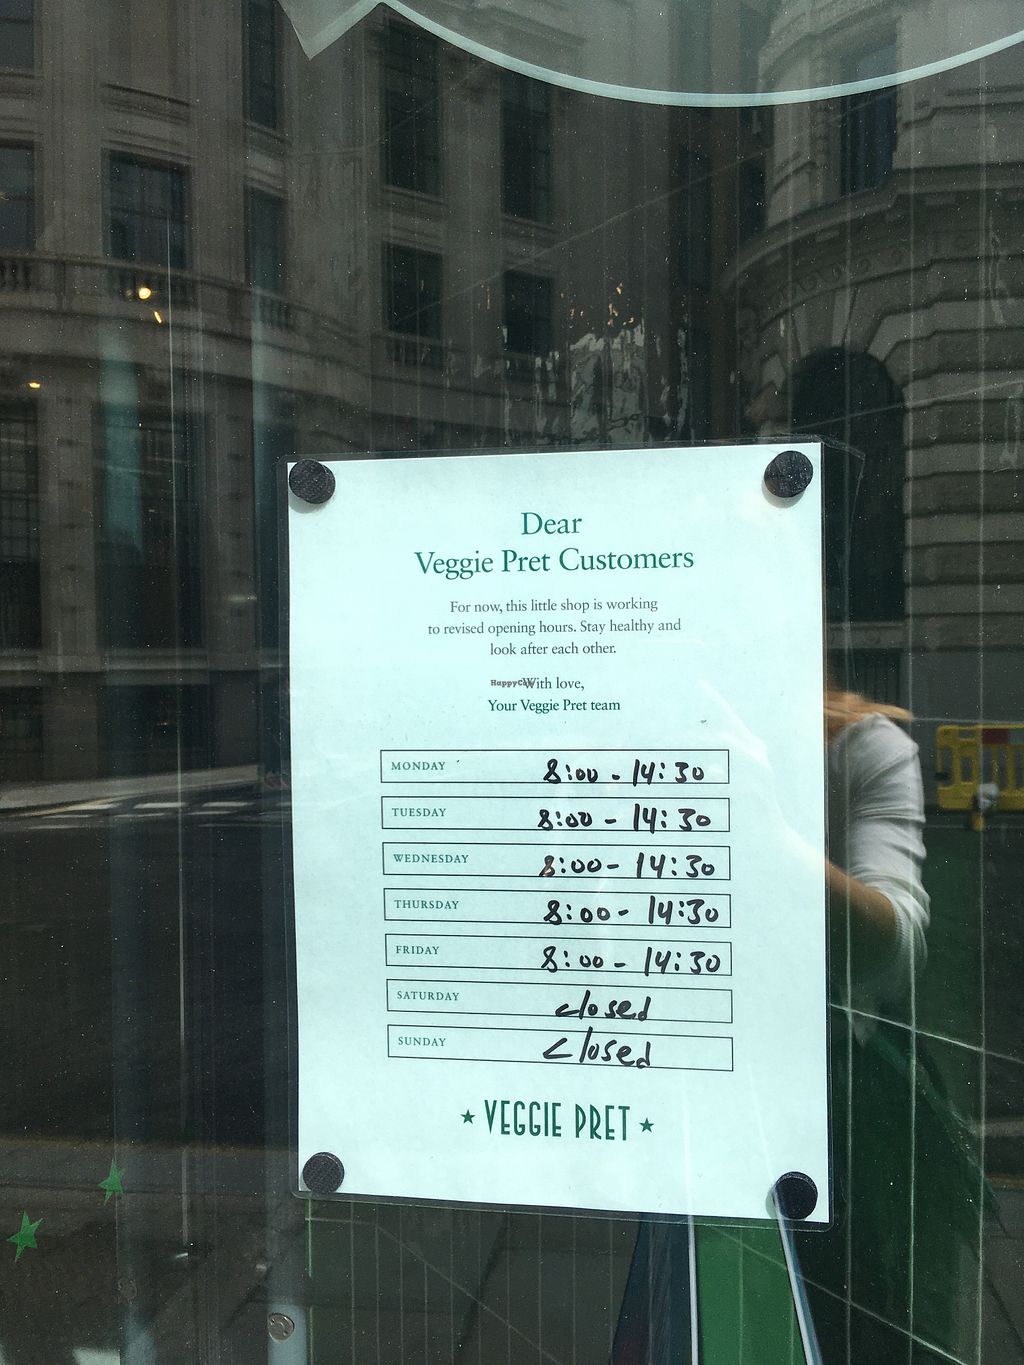 Dear
Veggie Pret Customers
For now, this little shop is working
to revised opening hours. Stay healthy and
look after each other.
HappyCow
With love,
Your Veggie Pret team
MONDAY 8:00 - 14:30
TUESDAY 8:00 - 14:30
WEDNESDAY 8:00 - 14:30
THURSDAY 8:00 - 14:30
FRIDAY 8:00 - 14:30
SATURDAY closed
SUNDAY closed
★ VEGGIE PRET ★